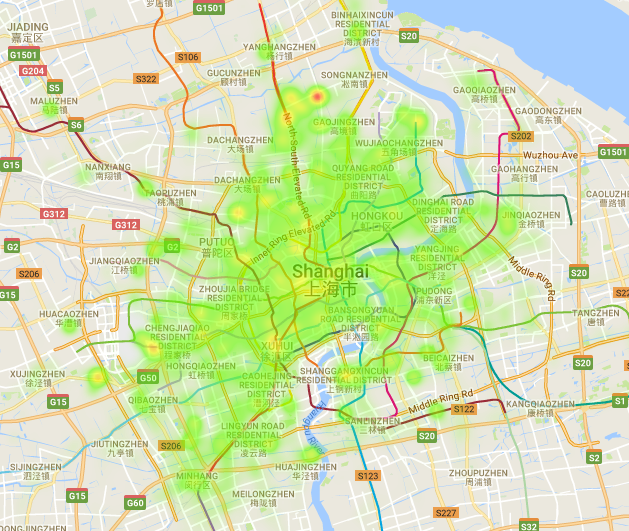 罗店镇
G1501
BINHAIXINCUN
RESIDENTIAL
DISTRICT
海滨新村
S20
JIADING
嘉定区
G1501
G204
S106
YANGHANGZHEN
杨行镇
S322
GUCUNZHEN
顾村镇
SONGNANZHEN
淞南镇
S5
MALUZHEN
马陆镇
GAOQIAOZHEN
高桥镇
S6
GAOJINGZHEN
高境镇
GAODONGZHEN
高东镇
S202
G15
DACHANGZHEN
大场镇
North-South Elevated Rd
WUJIAOCHANGZHEN
五角场镇
Wuzhou Ave
G1501
NANXIANG
南翔镇
QUYANG ROAD
RESIDENTIAL
DISTRICT
曲阳路
GAOHANGZHEN
高行镇
TAOPUZHEN
桃浦镇
DACHANGZHEN
大场镇
CAOLUZHEN
曹路镇
G312
G312
HONGKOU
虹口区
DINGHAI ROAD
RESIDENTIAL
DISTRICT
定海路
JINQIAOZHEN
金桥镇
G2
G2
PUTUO
普陀区
Inner Ring Elevated Rd
YANGJING
RESIDENTIAL
DISTRICT
洋泾
JIANGQIAOZHEN
江桥镇
S206
Shanghai
上海市
Middle Ring Rd
S20
G15
ZHOUJIA BRIDGE
RESIDENTIAL
DISTRICT
周家桥
PUDONG
浦东新区
HUACAOZHEN
华漕镇
BANSONGYUAN
ROAD RESIDENTIAL
DISTRICT
半淞园路
TANGZHEN
唐镇
CHENGJIAQIAO
RESIDENTIAL
DISTRICT
程家桥
XUHUI
徐汇区
BEICAIZHEN
北蔡镇
S20
HONGQIAOZHEN
虹桥镇
XUJINGZHEN
徐泾镇
G50
CAOHEJING
RESIDENTIAL
DISTRICT
漕河泾
SHANGGANGXINCUN
RESIDENTIAL DISTRICT
上钢新村
G15
QIBAOZHEN
七宝镇
Huangpu River
Middle Ring Rd
S122
KANGQIAOZHEN
康桥镇
S1
SANLINZHEN
三林镇
S20
LINGYUN ROAD
RESIDENTIAL
DISTRICT
凌云路
JIUTINGZHEN
九亭镇
S206
S2
SIJINGZHEN
泗泾镇
HUAJINGZHEN
华泾镇
MINHANG
闵行区
S123
ZHOUPUZHEN
周浦镇
G15
G60
MEILONGZHEN
梅陇镇
S227
S32